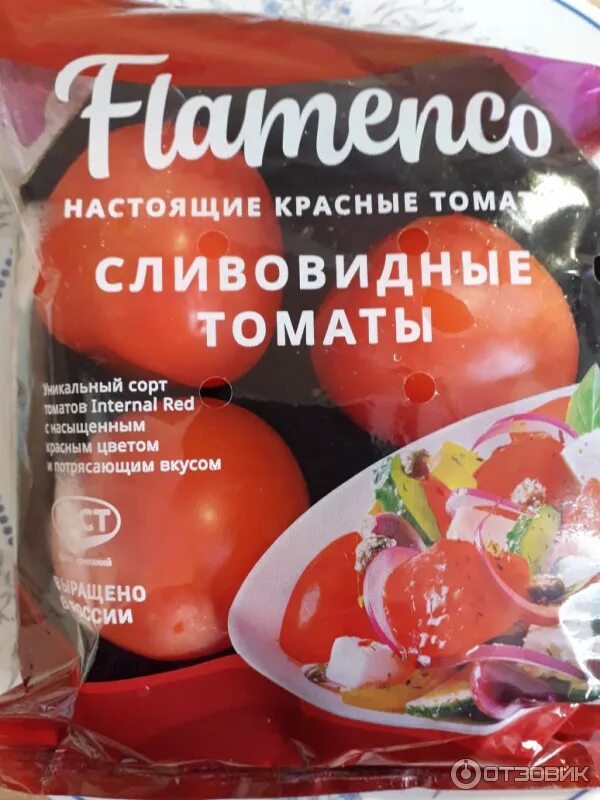 Flamenco
НАСТОЯЩИЕ КРАСНЫЕ ТОМАТ
СЛИВОВИДНЫЕ
ТОМАТЫ
Уникальный сорт
томатов Internal Red
с насыщенным
красным цветом
и потрясающим вкусом
СТ
ВЫРАЩЕНО
В РОССИИ
ОТЗОВИК